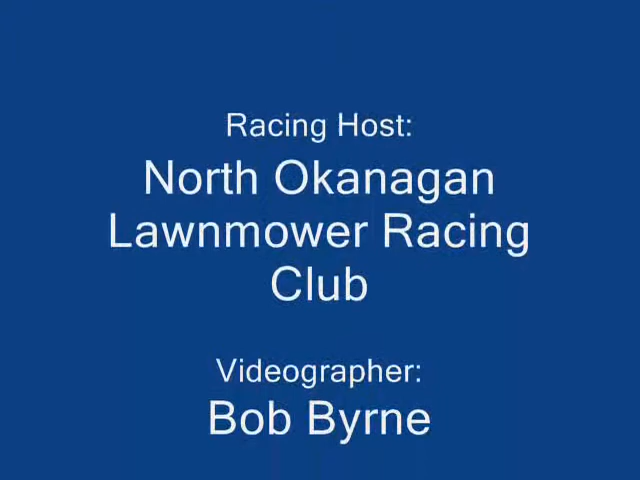 Racing Host:
North Okanagan
Lawnmower Racing
Club
Videographer:
Bob Byrne